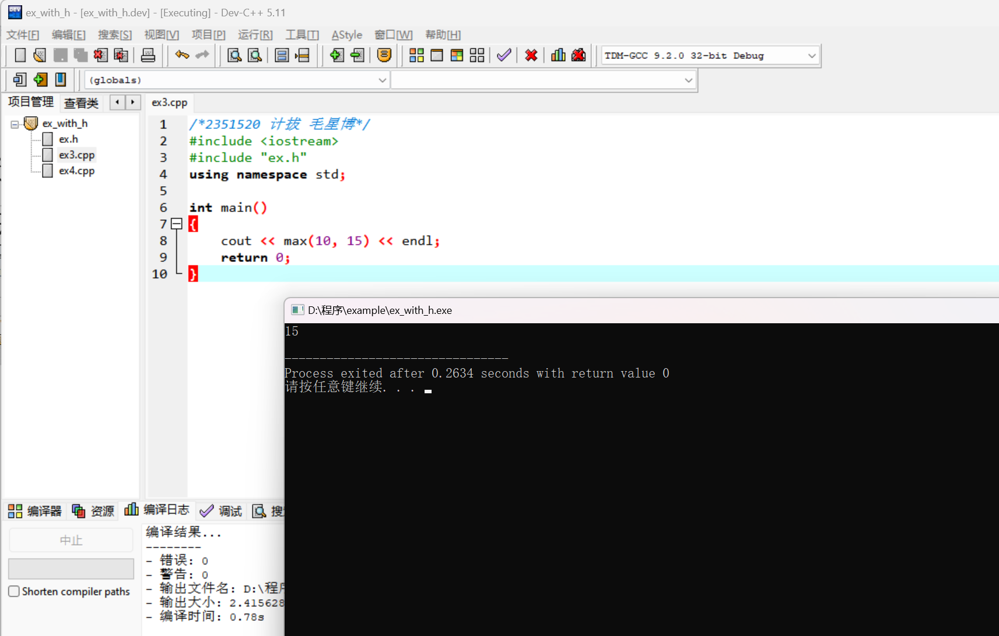 ex_with_h - [ex_with_h.dev] - [Executing] - Dev-C++ 5.11
文件[F] 编辑[E] 搜索[S] 视图[V] 项目[P] 运行[R] 工具[T] AStyle 窗口[W] 帮助[H]
TDM-GCC 9.2.0 32-bit Debug
(globals)
项目管理 查看类 ex3.cpp
ex_with_h
ex.h
ex3.cpp
ex4.cpp
1 /*2351520 计拔 毛星博*/
2 #include <iostream>
3 #include "ex.h"
4 using namespace std;
5
6 int main()
7 {
8 cout << max(10, 15) << endl;
9 return 0;
10 }
D:\程序\example\ex_with_h.exe
15
--------------------------------
Process exited after 0.2634 seconds with return value 0
请按任意键继续. . .
编译器 资源 编译日志 调试 搜
中止
Shorten compiler paths
编译结果...
--------
- 错误: 0
- 警告: 0
- 输出文件名: D:\程
- 输出大小: 2.415628
- 编译时间: 0.78s